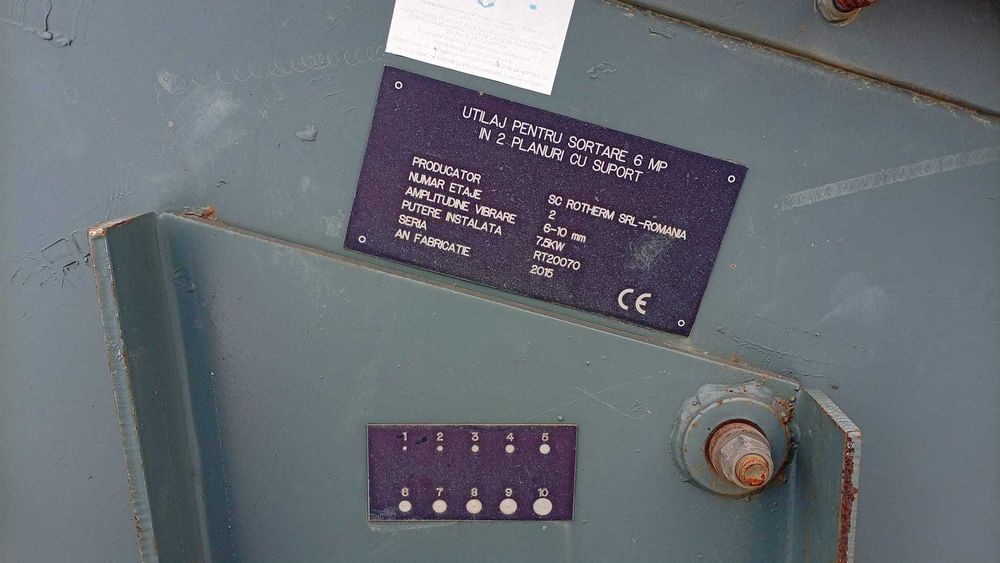 UTILAJ PENTRU SORTARE 6 MP
IN 2 PLANURI CU SUPORT
PRODUCATOR SC ROTHERM SRL-ROMANIA
NUMAR ETAJE 2
AMPLITUDINE VIBRARE 6-10 mm
PUTERE INSTALATA 7.5KW
SERIA RT20070
AN FABRICATIE 2015
CE
1 2 3 4 5
6 7 8 9 10